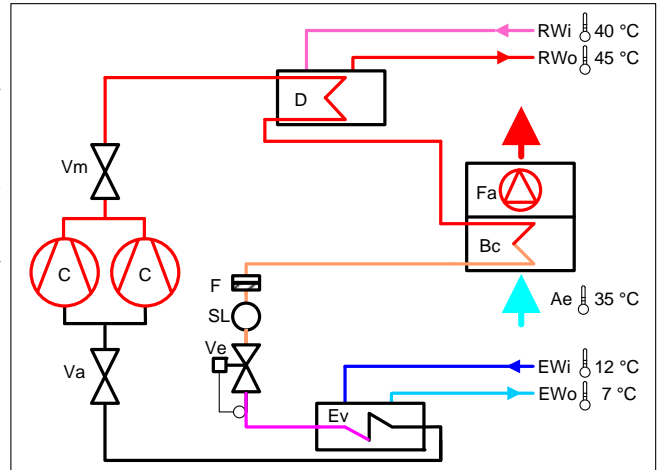 RWi 40 °C
RWo 45 °C
D
Vm
Fa
C C
Bc
F
Ae 35 °C
SL
Ve
Va
EWi 12 °C
EWo 7 °C
Ev